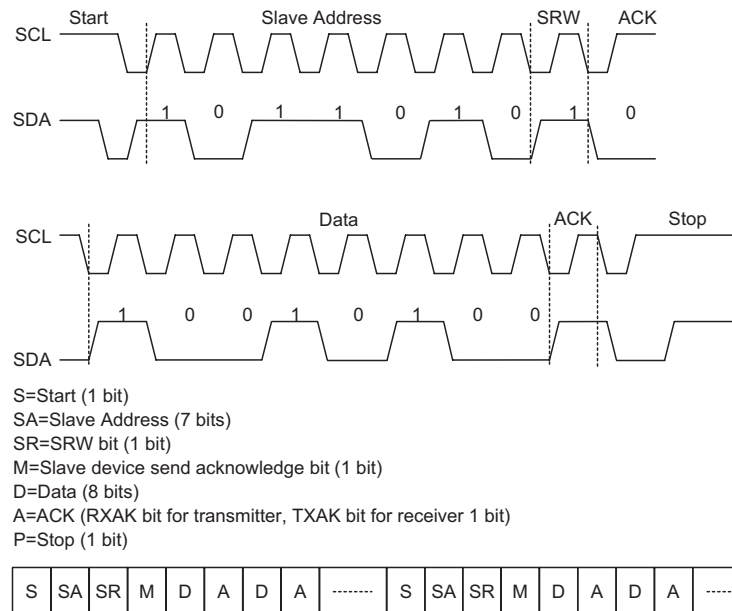 Start Slave Address SRW ACK
SCL
1 0 1 1 0 1 0 1 0
SDA
Data ACK Stop
SCL
1 0 0 1 0 1 0 0
SDA
S=Start (1 bit)
SA=Slave Address (7 bits)
SR=SRW bit (1 bit)
M=Slave device send acknowledge bit (1 bit)
D=Data (8 bits)
A=ACK (RXAK bit for transmitter, TXAK bit for receiver 1 bit)
P=Stop (1 bit)
S SA SR M D A D A ------- S SA SR M D A D A -----